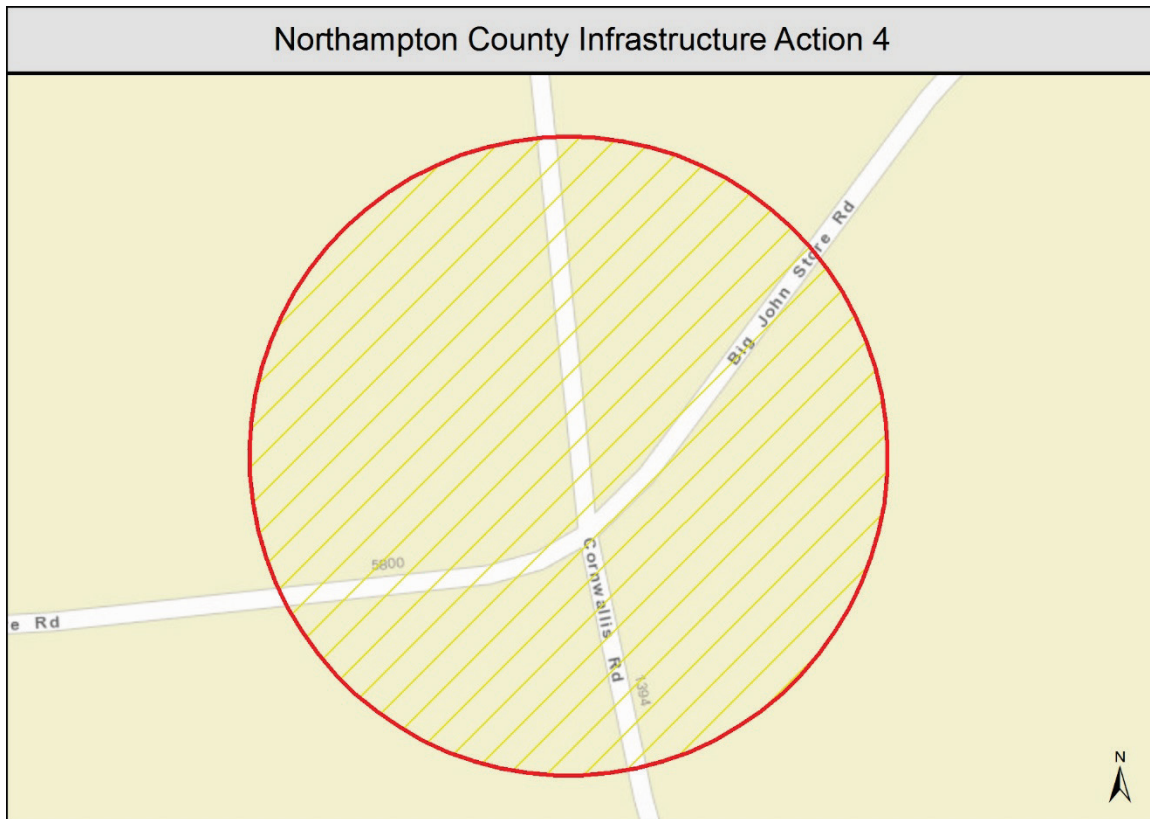 Northampton County Infrastructure Action 4
Big John Store Rd
5800
Cornwallis Rd
e Rd
1394
N